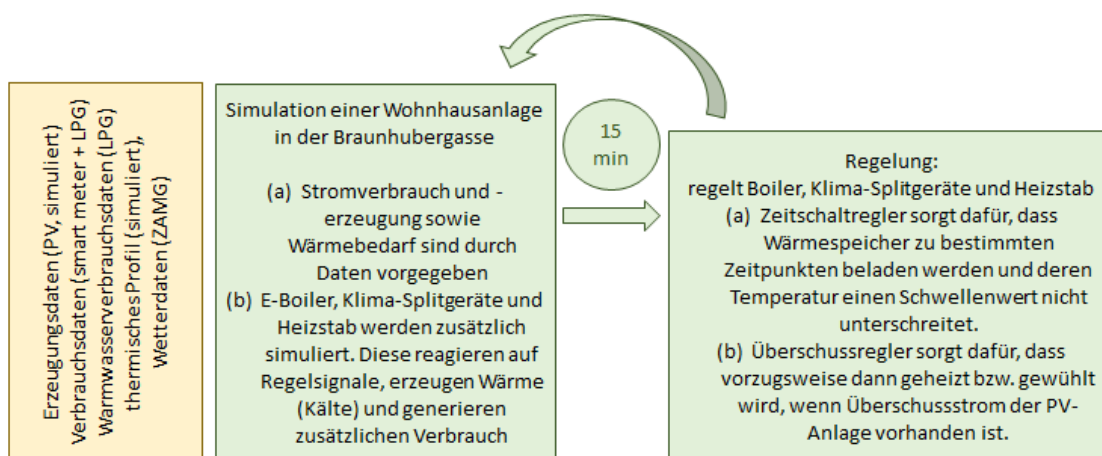 Erzeugungsdaten (PV, simuliert)
Verbrauchsdaten (smart meter + LPG)
Warmwasserverbrauchsdaten (LPG)
thermisches Profil (simuliert),
Wetterdaten (ZAMG)
Simulation einer Wohnhausanlage
in der Braunhubergasse
(a) Stromverbrauch und -
erzeugung sowie
Wärmebedarf sind durch
Daten vorgegeben
(b) E-Boiler, Klima-Splitgeräte und
Heizstab werden zusätzlich
simuliert. Diese reagieren auf
Regelsignale, erzeugen Wärme
(Kälte) und generieren
zusätzlichen Verbrauch
15
min
Regelung:
regelt Boiler, Klima-Splitgeräte und Heizstab
(a) Zeitschaltregler sorgt dafür, dass
Wärmespeicher zu bestimmten
Zeitpunkten beladen werden und deren
Temperatur einen Schwellenwert nicht
unterschreitet.
(b) Überschussregler sorgt dafür, dass
vorzugsweise dann geheizt bzw. gewühlt
wird, wenn Überschussstrom der PV-
Anlage vorhanden ist.